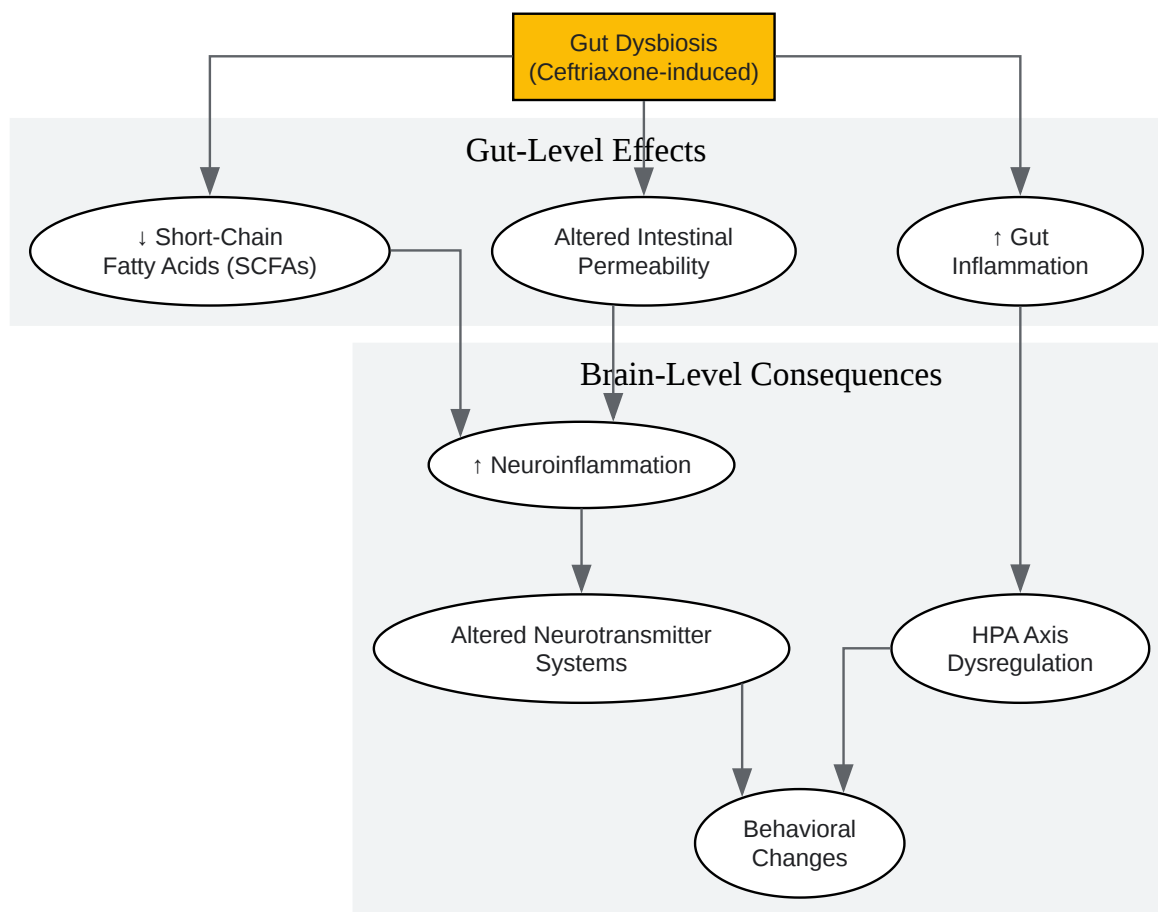 Gut Dysbiosis
(Ceftriaxone-induced)
Gut-Level Effects
↓ Short-Chain
Fatty Acids (SCFAs)
Altered Intestinal
Permeability
↑ Gut
Inflammation
Brain-Level Consequences
↑ Neuroinflammation
Altered Neurotransmitter
Systems
HPA Axis
Dysregulation
Behavioral
Changes